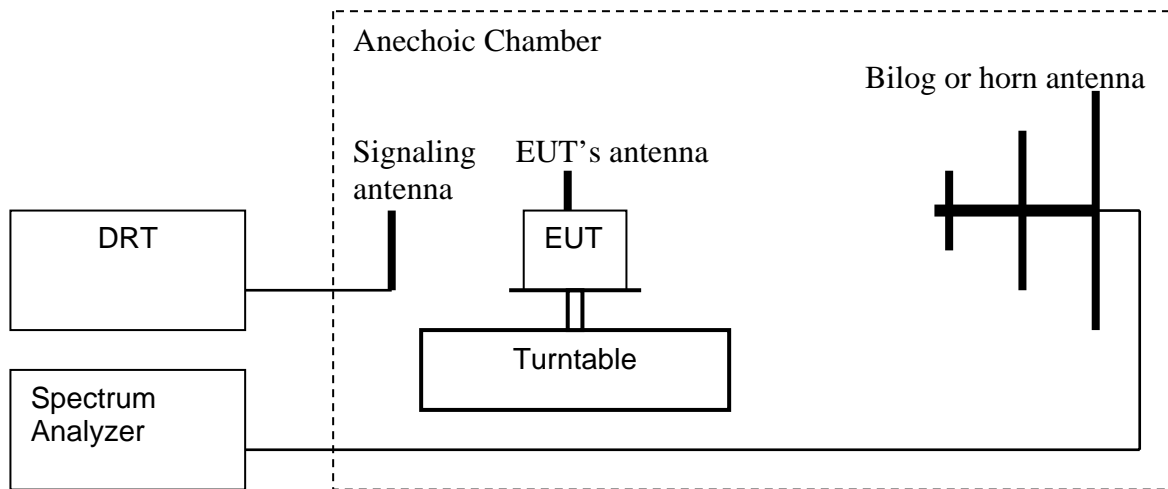 Anechoic Chamber
Bilog or horn antenna
Signaling
antenna
EUT’s antenna
DRT
EUT
Turntable
Spectrum
Analyzer